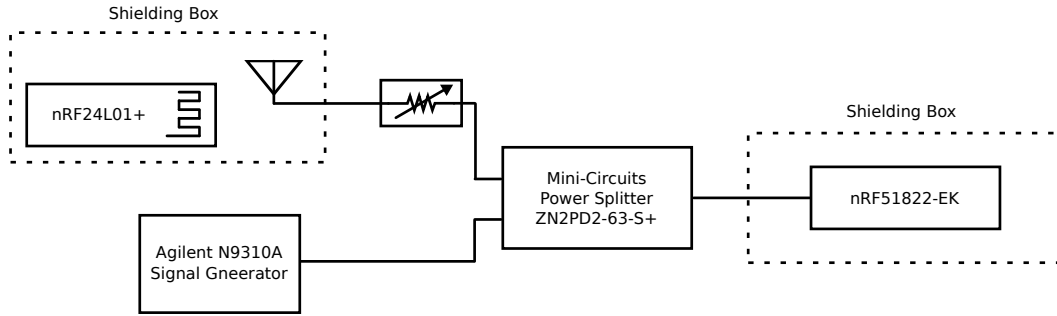 Shielding Box
nRF24L01+
Shielding Box
Mini-Circuits
Power Splitter
ZN2PD2-63-S+
nRF51822-EK
Agilent N9310A
Signal Gneerator